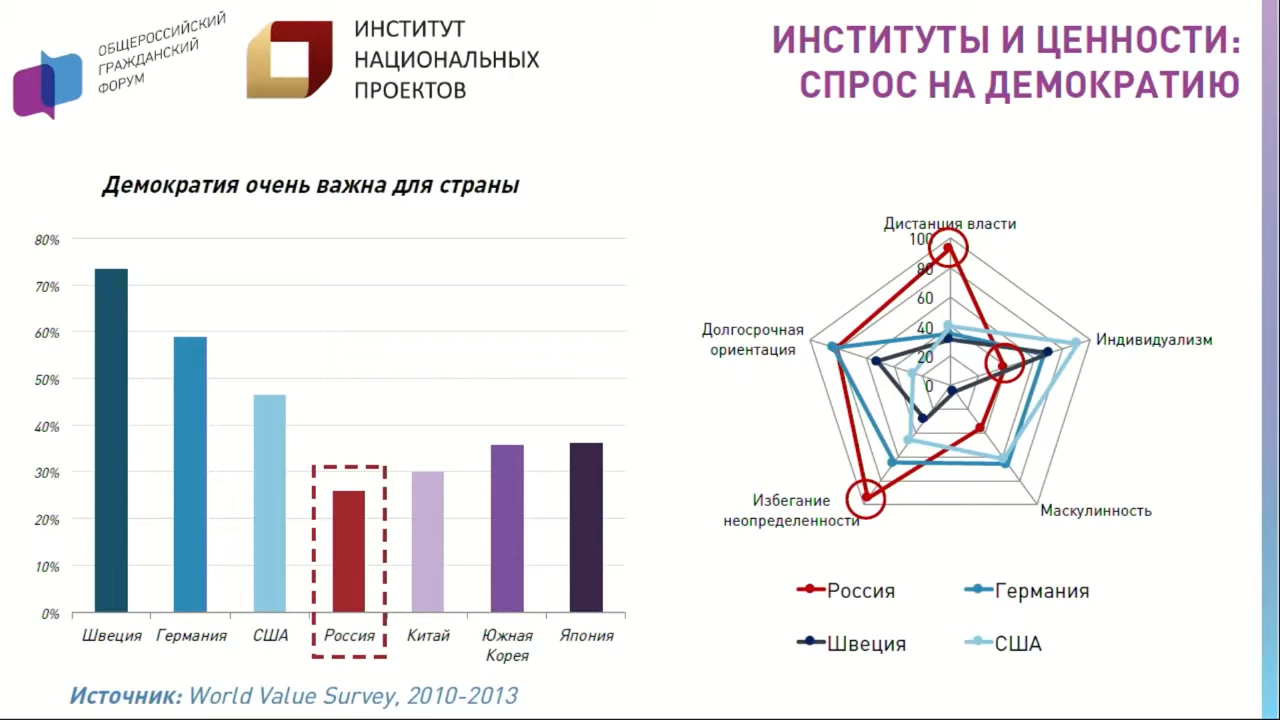 ОБЩЕРОССИЙСКИЙ
ГРАЖДАНСКИЙ
ФОРУМ
ИНСТИТУТ
НАЦИОНАЛЬНЫХ
ПРОЕКТОВ
ИНСТИТУТЫ И ЦЕННОСТИ:
СПРОС НА ДЕМОКРАТИЮ
Демократия очень важна для страны
80%
70%
60%
50%
40%
30%
20%
10%
0%
Швеция Германия США Россия Китай Южная Япония
Корея
Источник: World Value Survey, 2010-2013
Дистанция власти
100
80
60
40
20
0
Индивидуализм
Маскулинность
Избегание
неопределенности
Долгосрочная
ориентация
Россия Германия
Швеция США